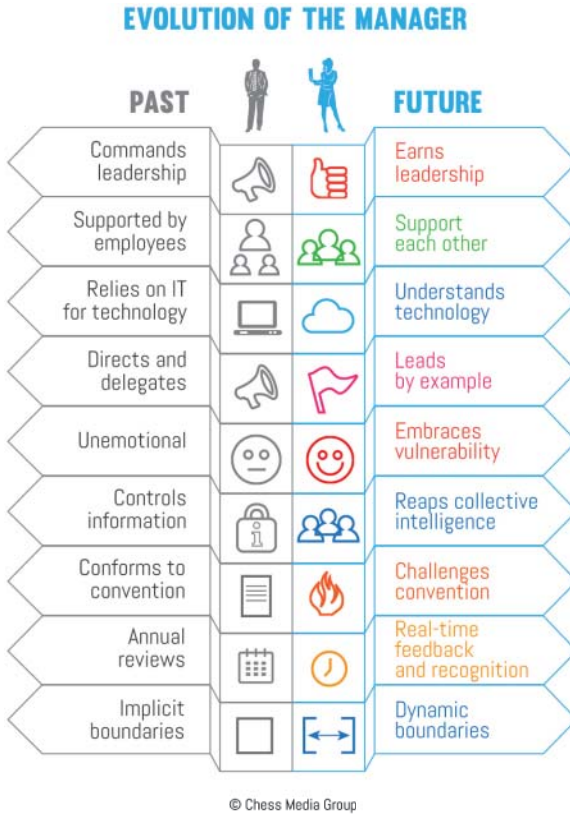 EVOLUTION OF THE MANAGER
PAST
FUTURE
Commands
leadership
Earns
leadership
Supported by
employees
Support
each other
Relies on IT
for technology
Understands
technology
Directs and
delegates
Leads
by example
Unemotional
Embraces
vulnerability
Controls
information
i
Reaps collective
intelligence
Conforms to
convention
Challenges
convention
Annual
reviews
Real-time
feedback
and recognition
Implicit
boundaries
Dynamic
boundaries
© Chess Media Group